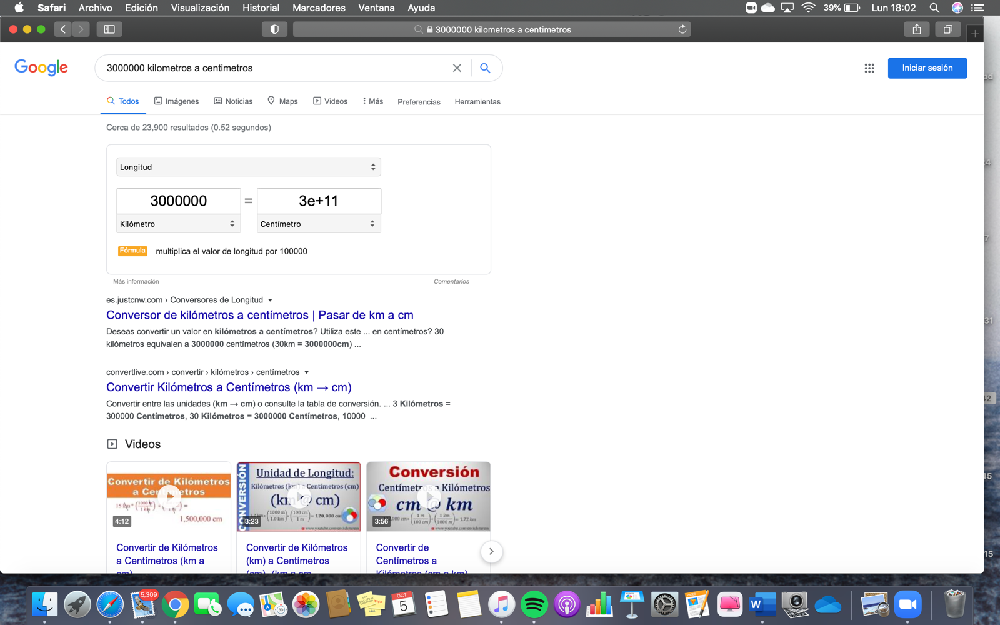 Safari Archivo Edición Visualización Historial Marcadores Ventana Ayuda 39% Lun 18:02
3000000 kilometros a centimetros
Google
3000000 kilometros a centimetros
Iniciar sesión
Todos Imágenes Noticias Maps Videos Más Preferencias Herramientas
Cerca de 23,900 resultados (0.52 segundos)
Longitud
3000000 = 3e+11
Kilómetro Centímetro
Fórmula multiplica el valor de longitud por 100000
Más información Comentarios
es.justcnw.com › Conversores de Longitud
Conversor de kilómetros a centímetros | Pasar de km a cm
Deseas convertir un valor en kilómetros a centímetros? Utiliza este ... en centímetros? 30
kilómetros equivalen a 3000000 centímetros (30km = 3000000cm) ...
convertlive.com › convertir › kilómetros › centímetros
Convertir Kilómetros a Centímetros (km → cm)
Convertir entre las unidades (km → cm) o consulte la tabla de conversión. ... 3 Kilómetros =
300000 Centímetros, 30 Kilómetros = 3000000 Centímetros, 10000 ...
Videos
Convertir de Kilómetros
a Centímetros
1,500,000 cm
4:12
CONVERSIÓN
Unidad de Longitud:
Kilómetros (km) a Centímetros (cm)
(km @ cm)
= 120,000 cm
3:23
Conversión
Centímetros a Kilómetros
cm @ km
= 1.72 km
3:56
Convertir de Kilómetros
a Centímetros (km a
cm)
Convertir de Kilómetros
(km) a Centímetros
(cm), (km a cm
Convertir de
Centímetros a
Kilómetros (cm a km)
5,309
OCT
5